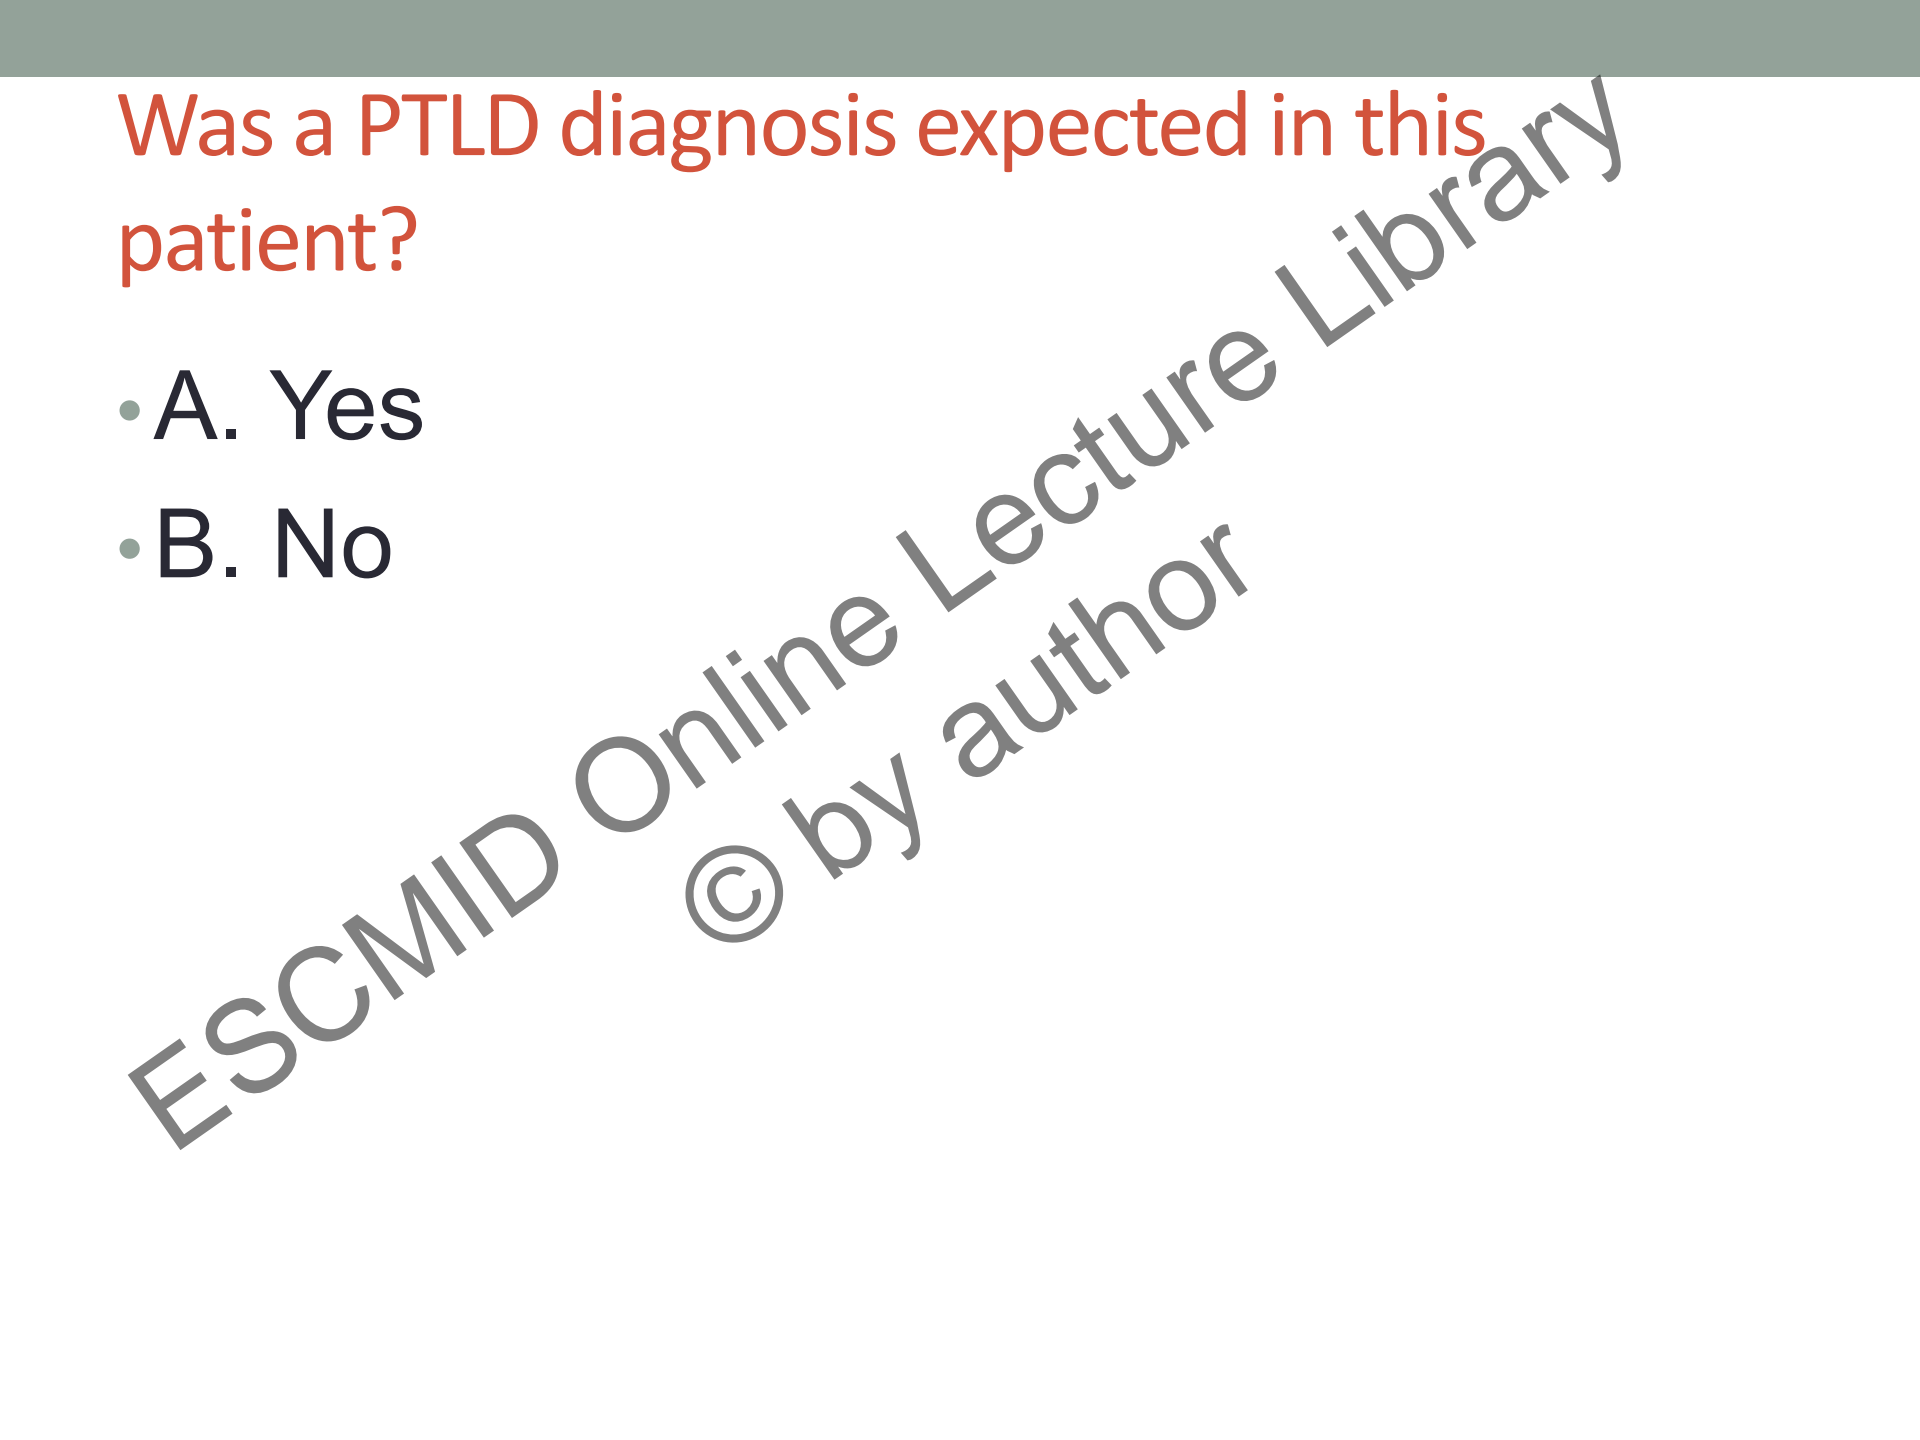 Was a PTLD diagnosis expected in this
patient?
• A. Yes
• B. No
ESCMID Online Lecture Library
© by author